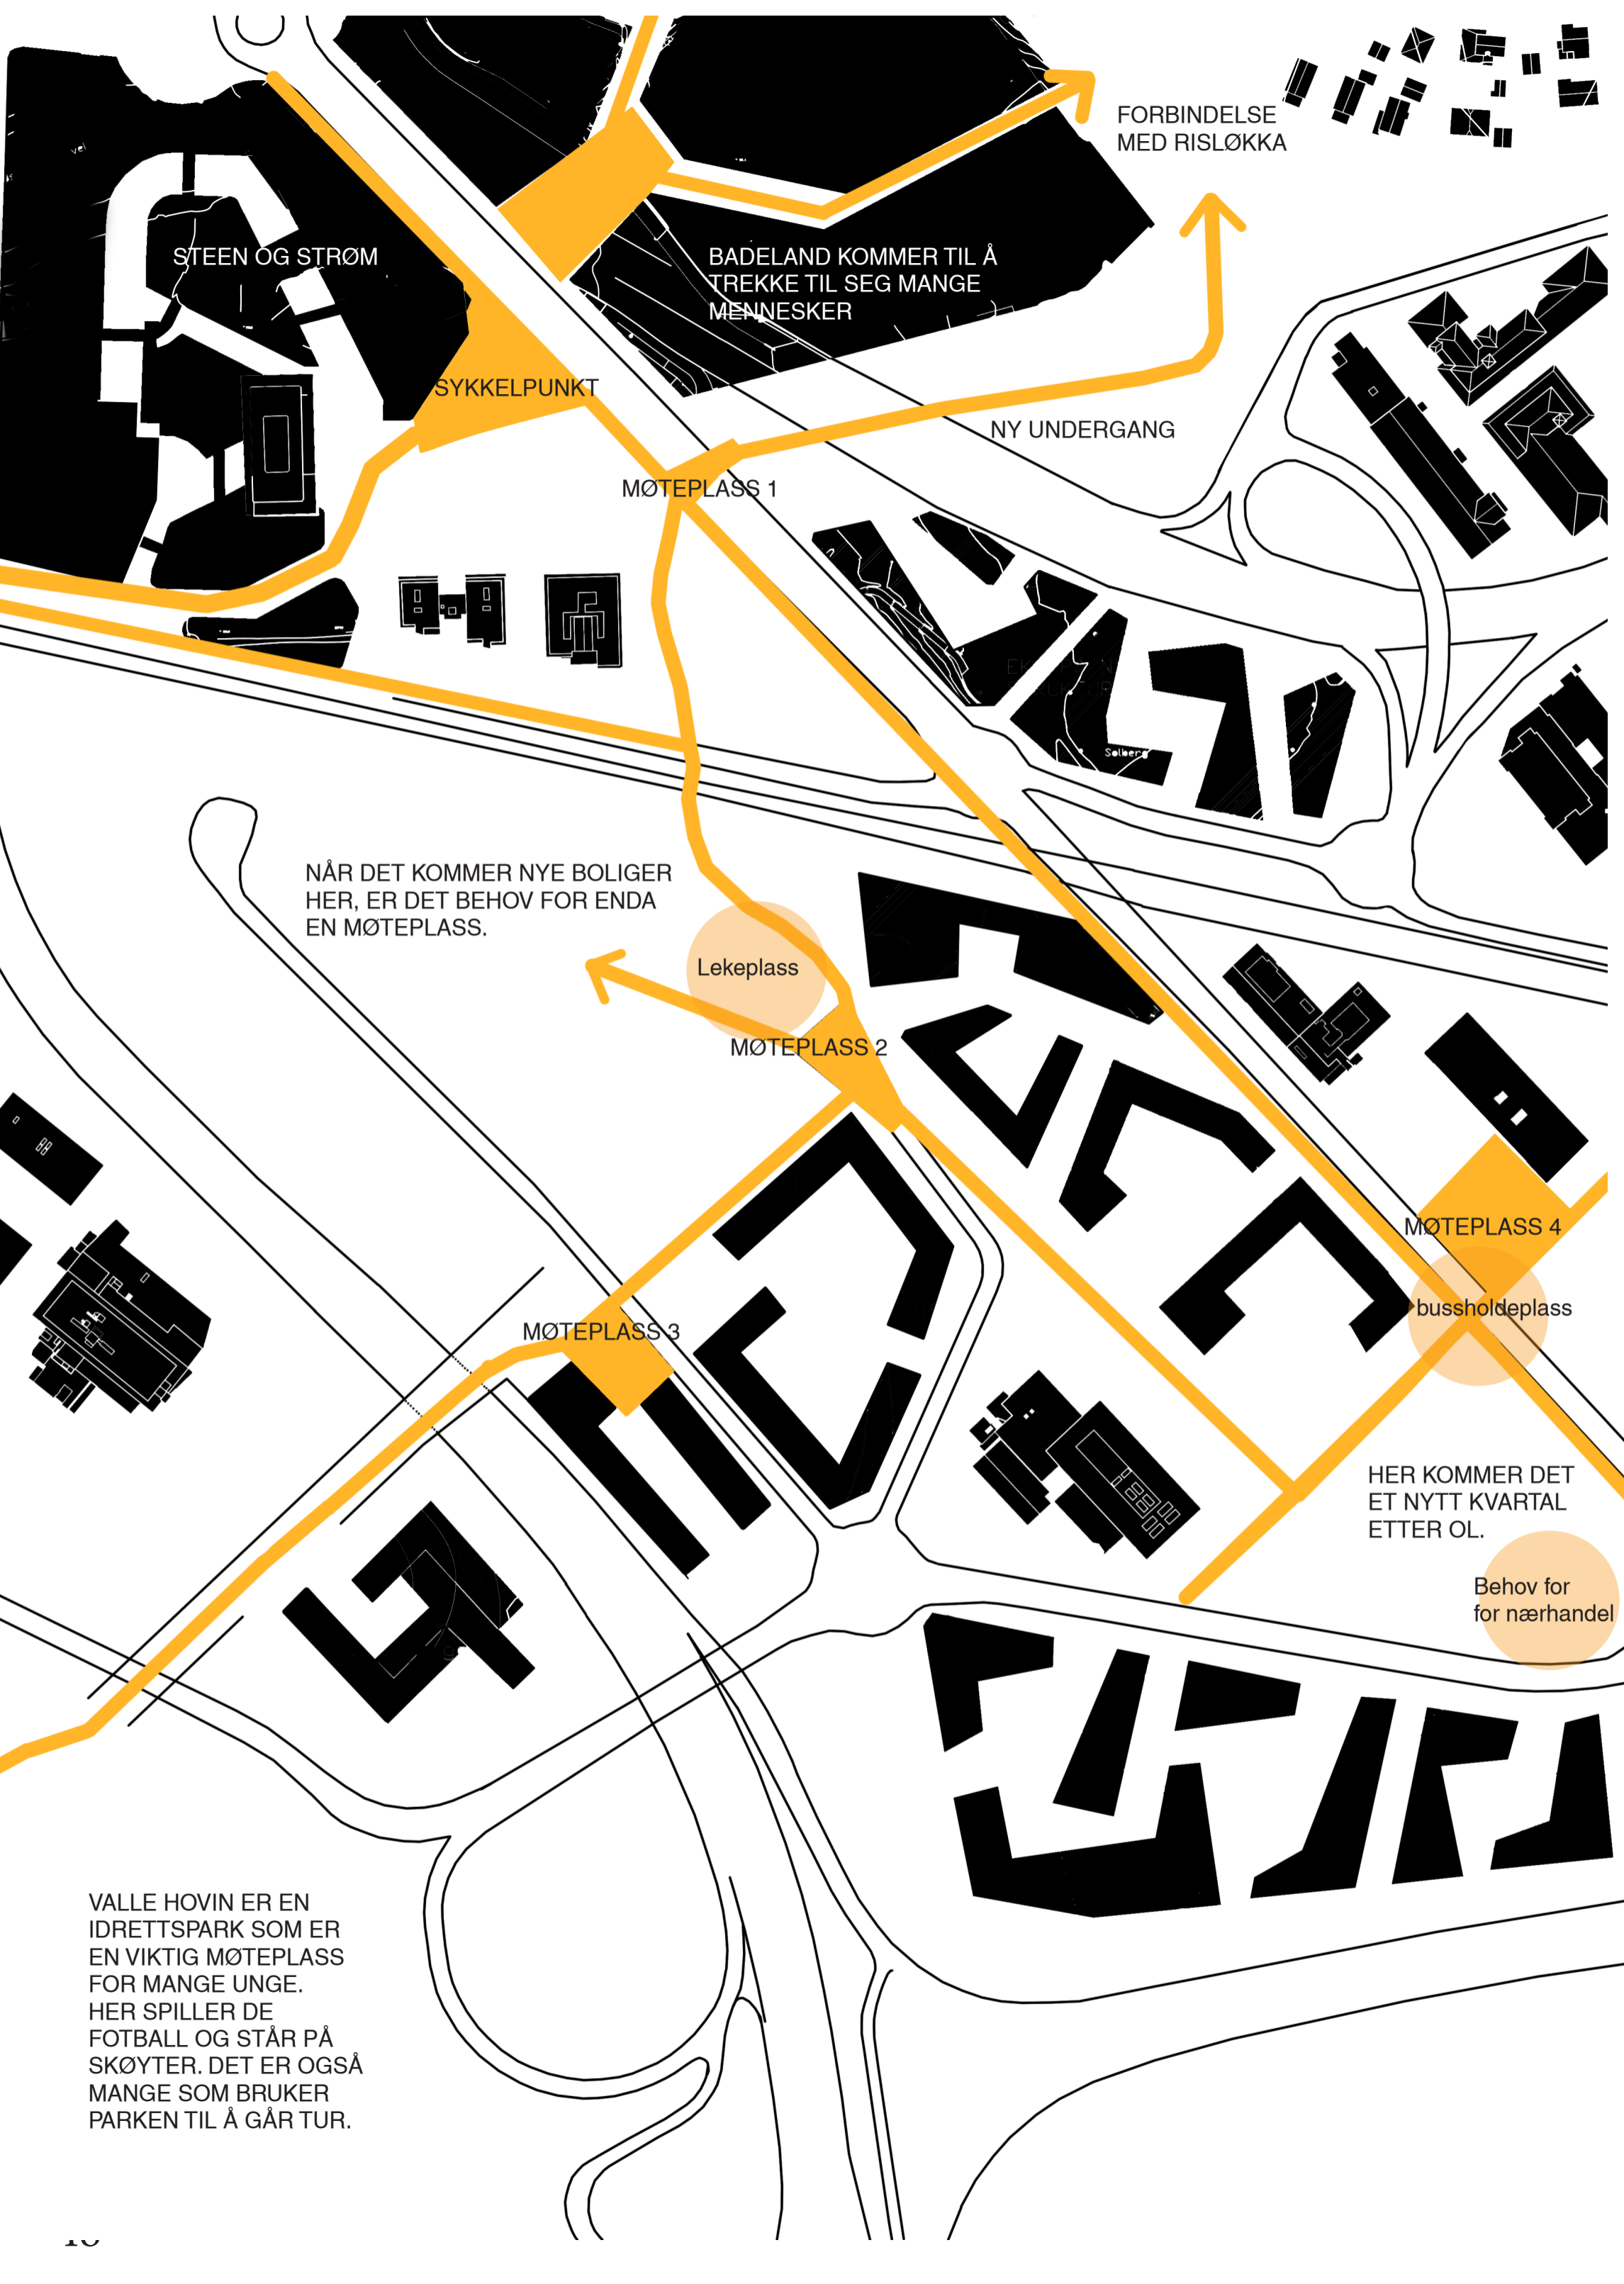 FORBINDELSE
MED RISLØKKA
vei
STEEN OG STRØM
BADELAND KOMMER TIL Å
TREKKE TIL SEG MANGE
MENNESKER
SYKKELPUNKT
NY UNDERGANG
MØTEPLASS 1
Solberg
NÅR DET KOMMER NYE BOLIGER
HER, ER DET BEHOV FOR ENDA
EN MØTEPLASS.
Lekeplass
MØTEPLASS 2
MØTEPLASS 4
bussholdeplass
MØTEPLASS 3
HER KOMMER DET
ET NYTT KVARTAL
ETTER OL.
Behov for
for nærhandel
VALLE HOVIN ER EN
IDRETTSPARK SOM ER
EN VIKTIG MØTEPLASS
FOR MANGE UNGE.
HER SPILLER DE
FOTBALL OG STÅR PÅ
SKØYTER. DET ER OGSÅ
MANGE SOM BRUKER
PARKEN TIL Å GÅR TUR.